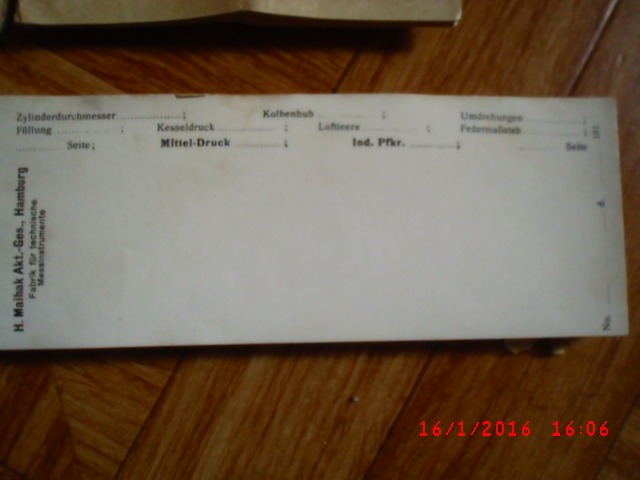 Zylinderdurchmesser ............... ; Kolbenhub ............... ; Umdrehungen ............... ;
Füllung ............... ; Kesseldruck ............... ; Luftleere ............... ; Federmaßstab ............... ;
............... Seite ; Mittel-Druck ............... ; Ind. Pfkr. ............... ; ............... Seite
H. Maihak Akt.-Ges., Hamburg
Fabrik für technische
Messinstrumente
No. ............... d. ............... 191
16/1/2016 16:06